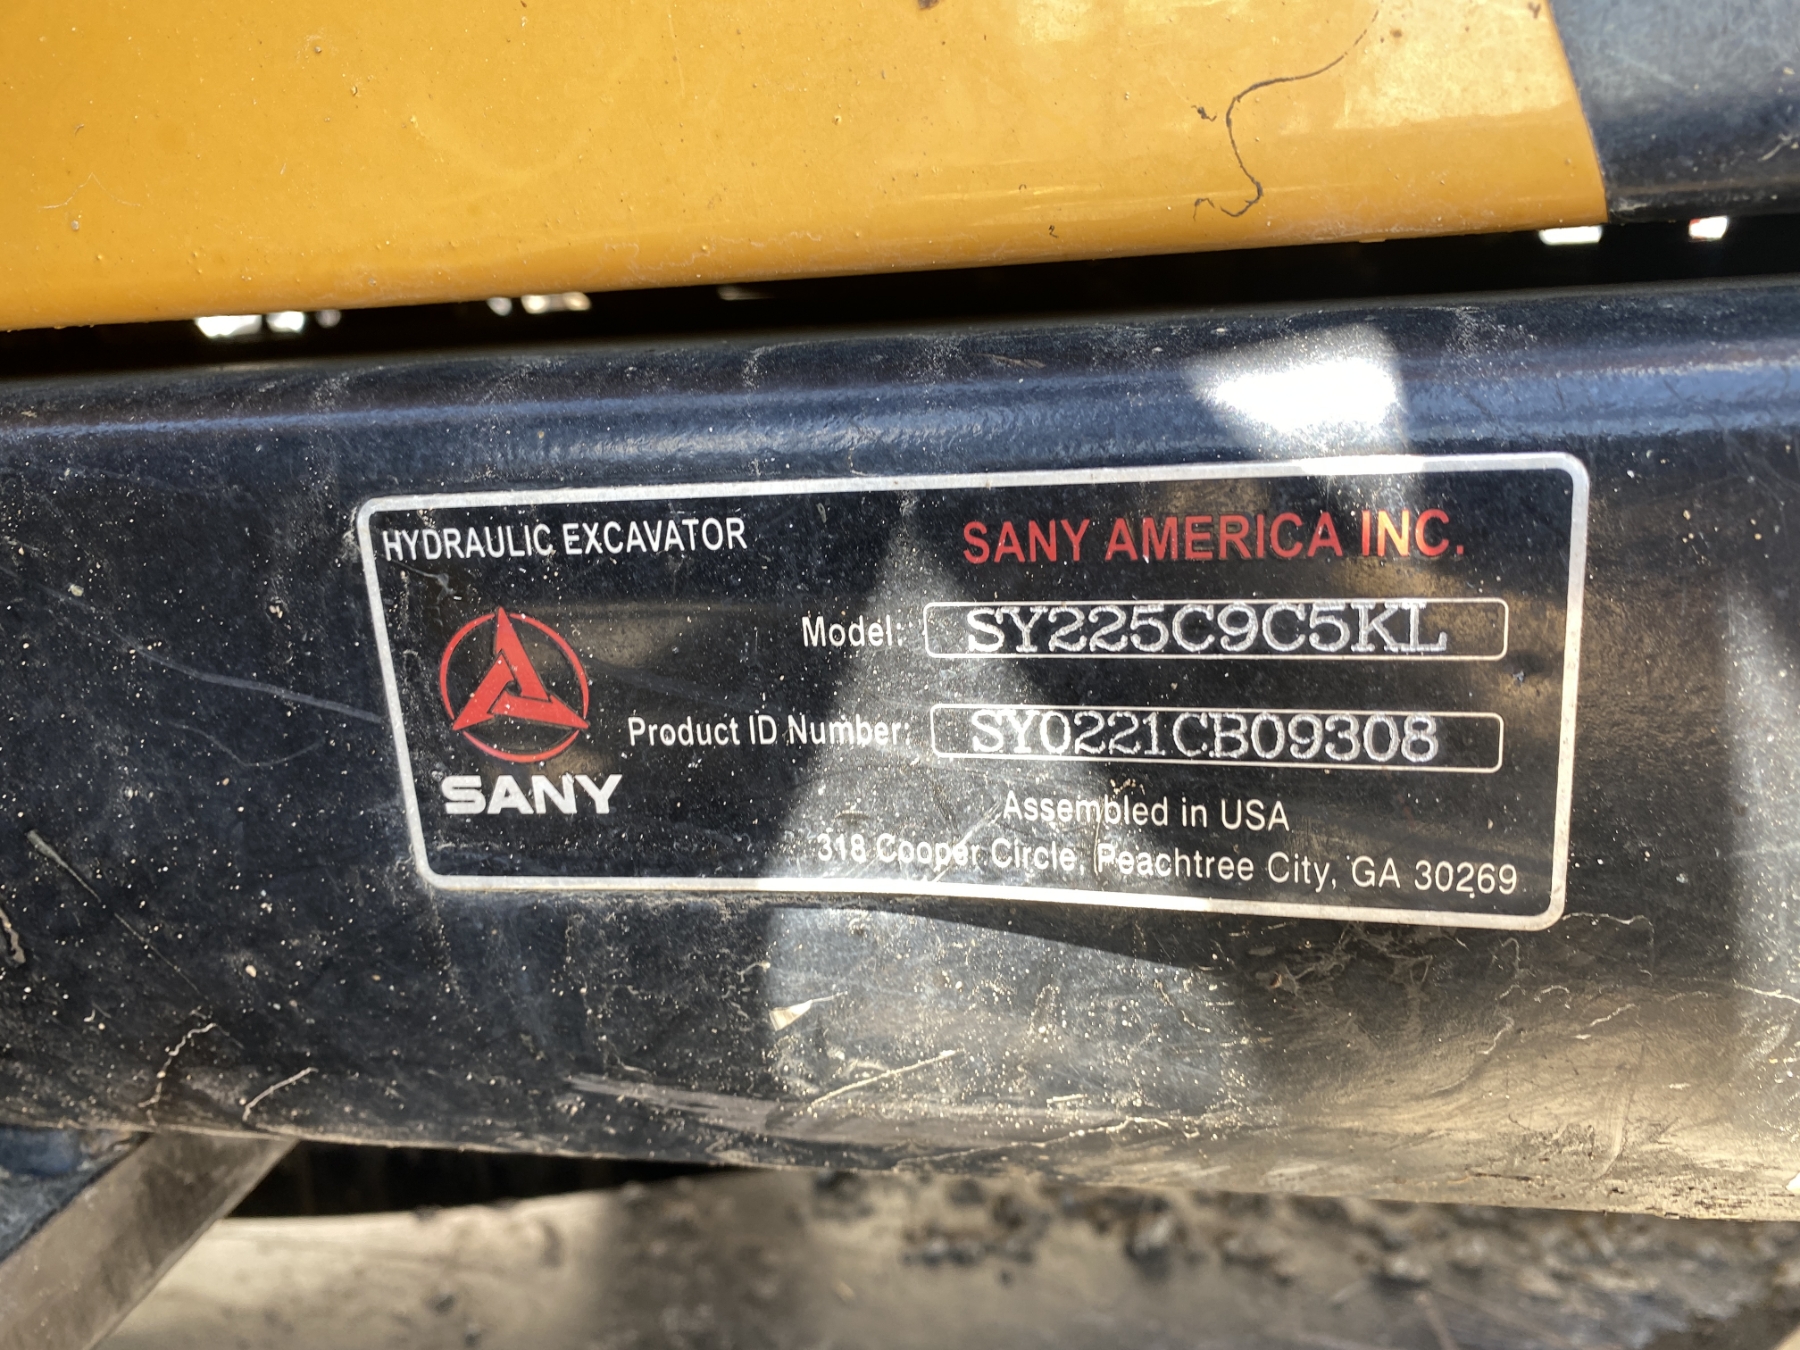 HYDRAULIC EXCAVATOR
SANY AMERICA INC.
Model: SY225C9C5KL
Product ID Number: SY0221CB09308
SANY
Assembled in USA
318 Cooper Circle, Peachtree City, GA 30269